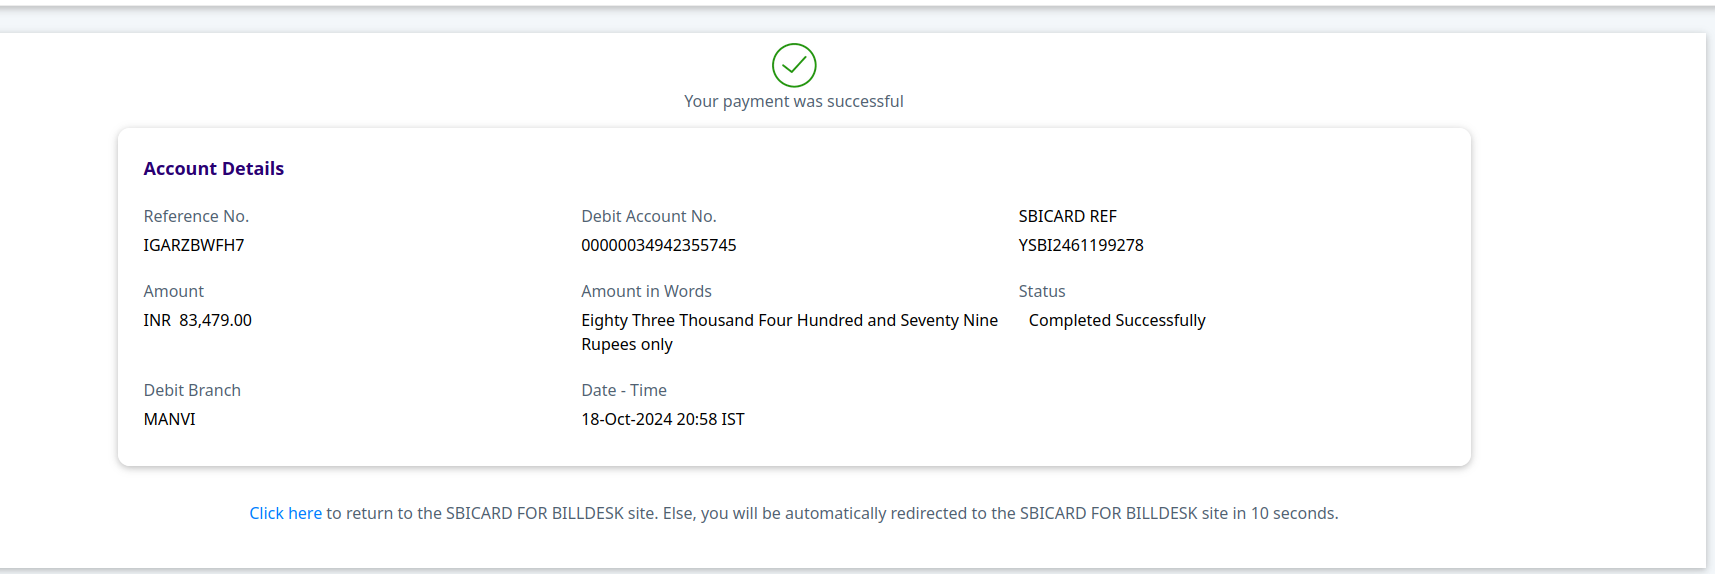 Your payment was successful
Account Details
Reference No.
IGARZBWFH7
Debit Account No.
00000034942355745
SBICARD REF
YSBI2461199278
Amount
INR  83,479.00
Amount in Words
Eighty Three Thousand Four Hundred and Seventy Nine
Rupees only
Status
Completed Successfully
Debit Branch
MANVI
Date - Time
18-Oct-2024 20:58 IST
Click here to return to the SBICARD FOR BILLDESK site. Else, you will be automatically redirected to the SBICARD FOR BILLDESK site in 10 seconds.